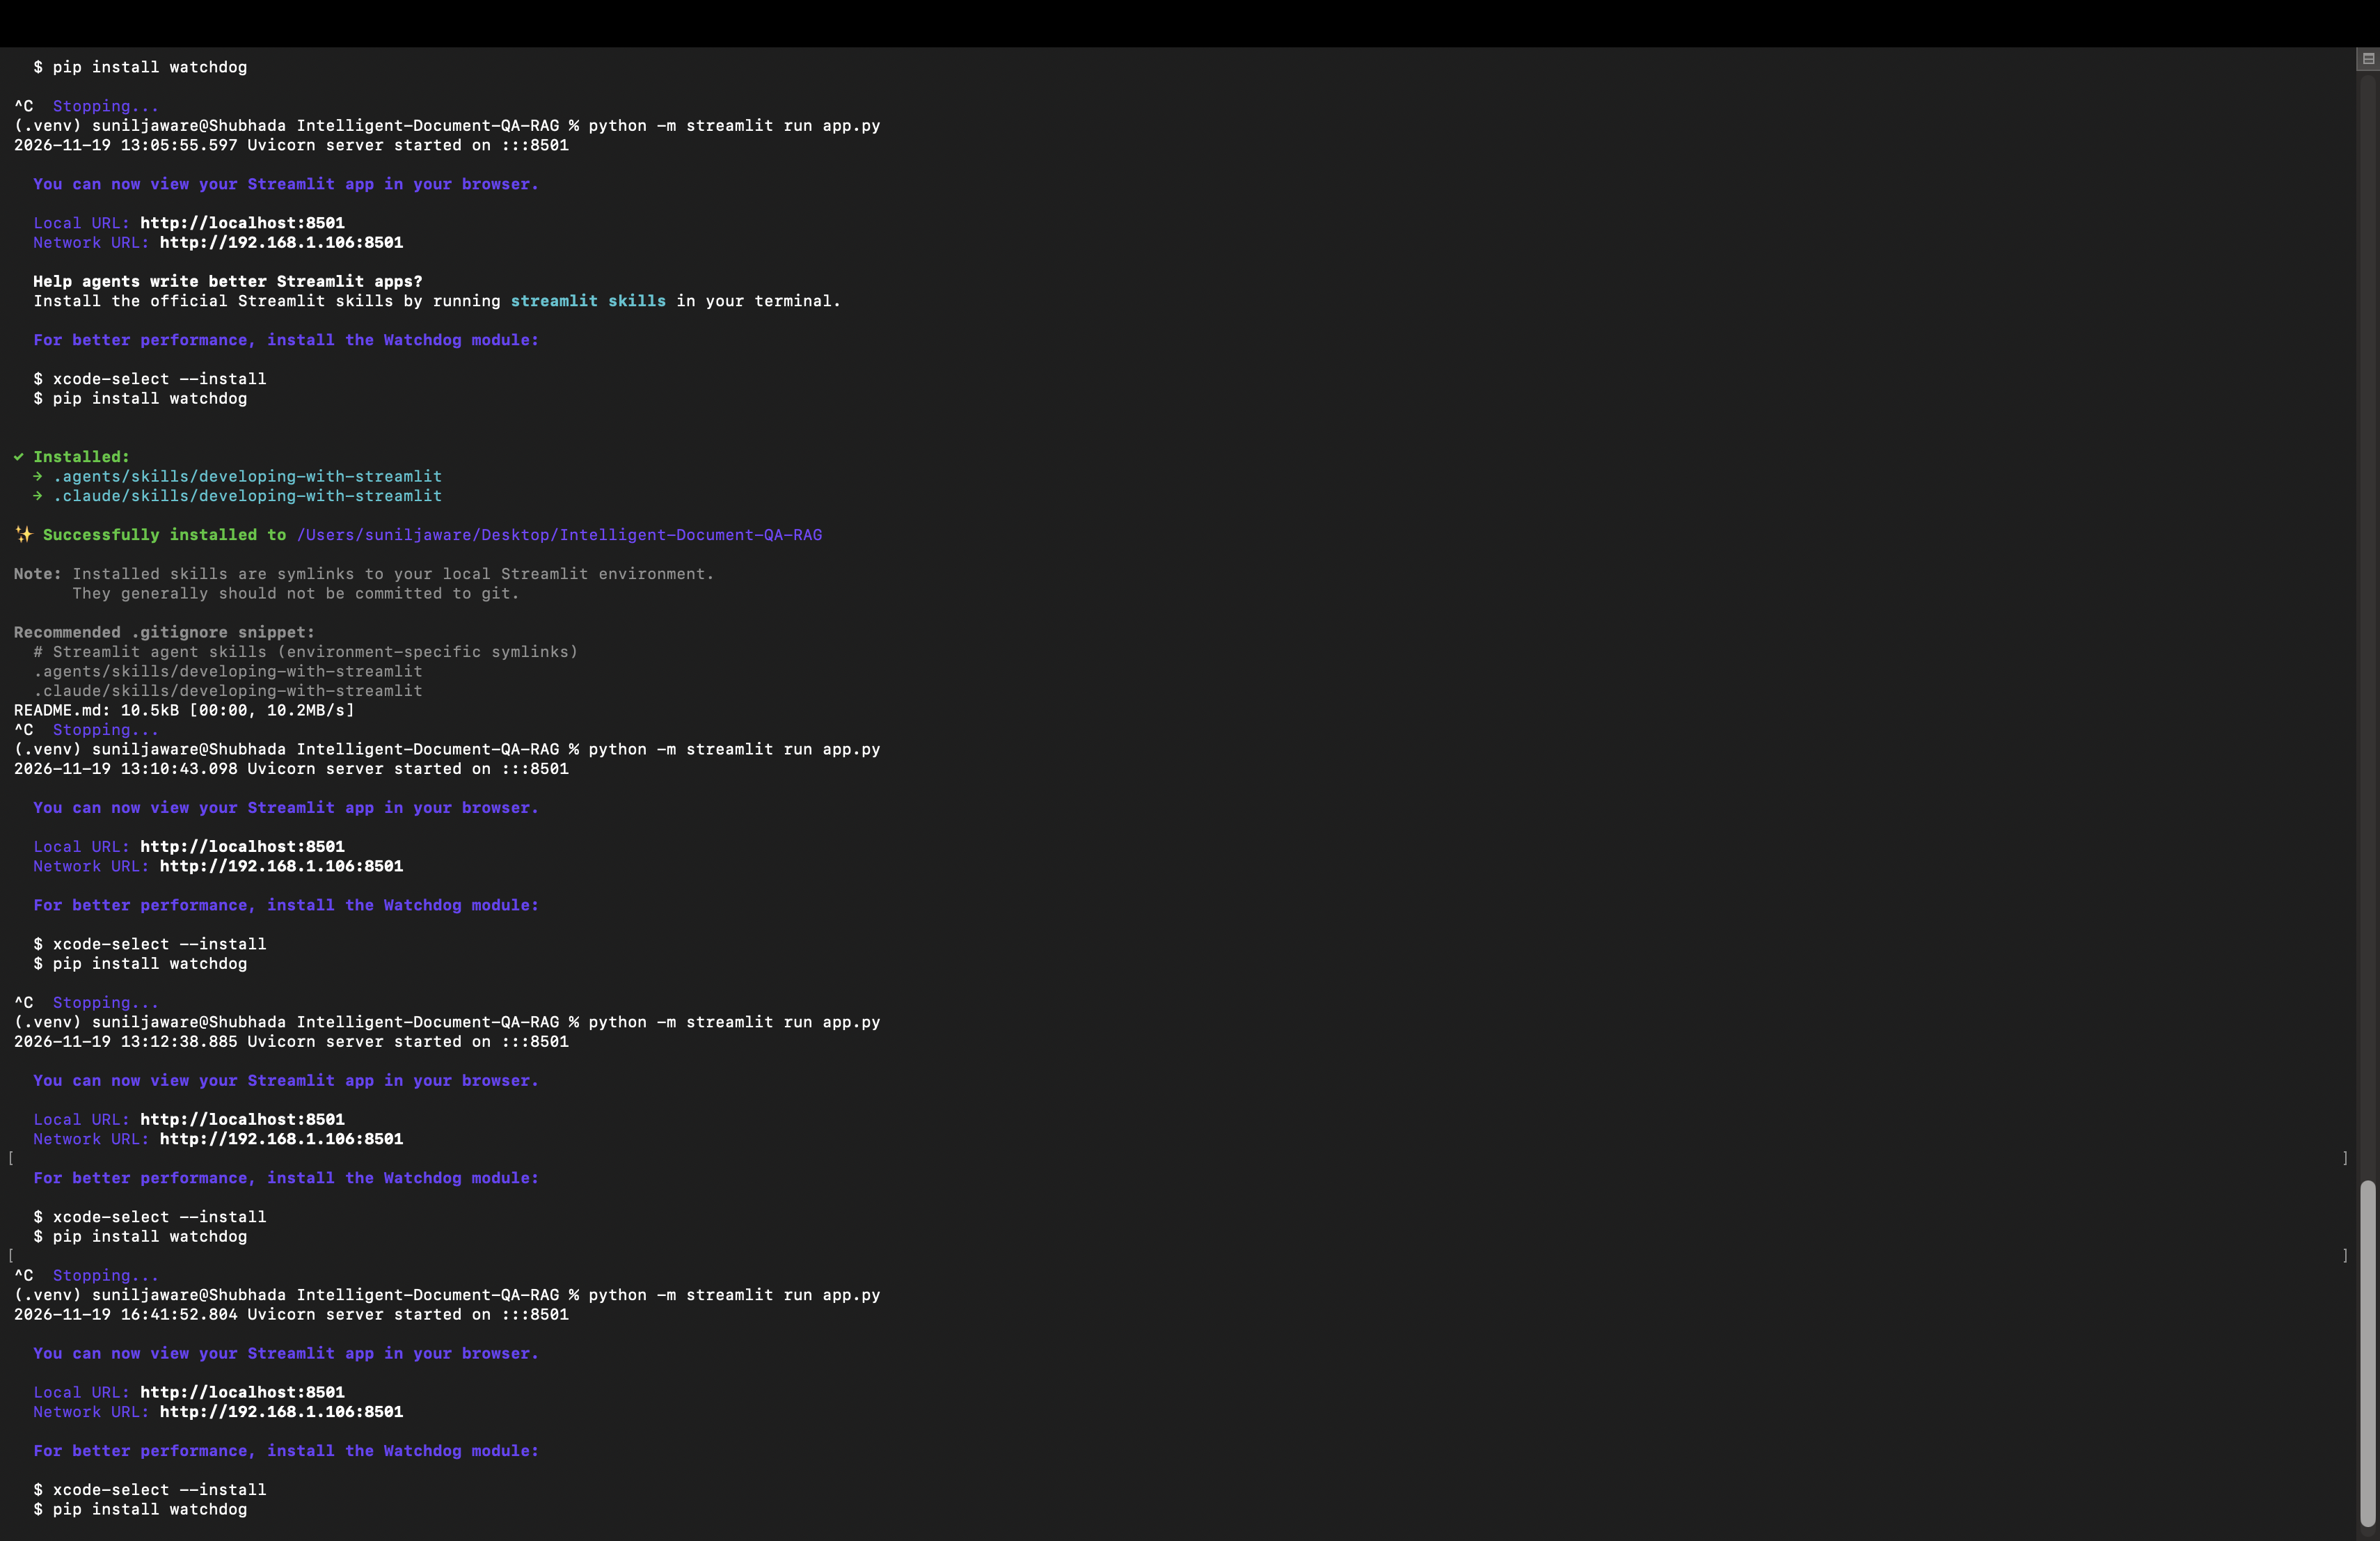 $ pip install watchdog
^C  Stopping...
(.venv) suniljaware@Shubhada Intelligent-Document-QA-RAG % python -m streamlit run app.py
2026-11-19 13:05:55.597 Uvicorn server started on :::8501
You can now view your Streamlit app in your browser.
Local URL: http://localhost:8501
Network URL: http://192.168.1.106:8501
Help agents write better Streamlit apps?
Install the official Streamlit skills by running streamlit skills in your terminal.
For better performance, install the Watchdog module:
$ xcode-select --install
$ pip install watchdog
✔ Installed:
→ .agents/skills/developing-with-streamlit
→ .claude/skills/developing-with-streamlit
✨ Successfully installed to /Users/suniljaware/Desktop/Intelligent-Document-QA-RAG
Note: Installed skills are symlinks to your local Streamlit environment.
They generally should not be committed to git.
Recommended .gitignore snippet:
# Streamlit agent skills (environment-specific symlinks)
.agents/skills/developing-with-streamlit
.claude/skills/developing-with-streamlit
README.md: 10.5kB [00:00, 10.2MB/s]
^C  Stopping...
(.venv) suniljaware@Shubhada Intelligent-Document-QA-RAG % python -m streamlit run app.py
2026-11-19 13:10:43.098 Uvicorn server started on :::8501
You can now view your Streamlit app in your browser.
Local URL: http://localhost:8501
Network URL: http://192.168.1.106:8501
For better performance, install the Watchdog module:
$ xcode-select --install
$ pip install watchdog
^C  Stopping...
(.venv) suniljaware@Shubhada Intelligent-Document-QA-RAG % python -m streamlit run app.py
2026-11-19 13:12:38.885 Uvicorn server started on :::8501
You can now view your Streamlit app in your browser.
Local URL: http://localhost:8501
Network URL: http://192.168.1.106:8501
[ ]
For better performance, install the Watchdog module:
$ xcode-select --install
$ pip install watchdog
[ ]
^C  Stopping...
(.venv) suniljaware@Shubhada Intelligent-Document-QA-RAG % python -m streamlit run app.py
2026-11-19 16:41:52.804 Uvicorn server started on :::8501
You can now view your Streamlit app in your browser.
Local URL: http://localhost:8501
Network URL: http://192.168.1.106:8501
For better performance, install the Watchdog module:
$ xcode-select --install
$ pip install watchdog